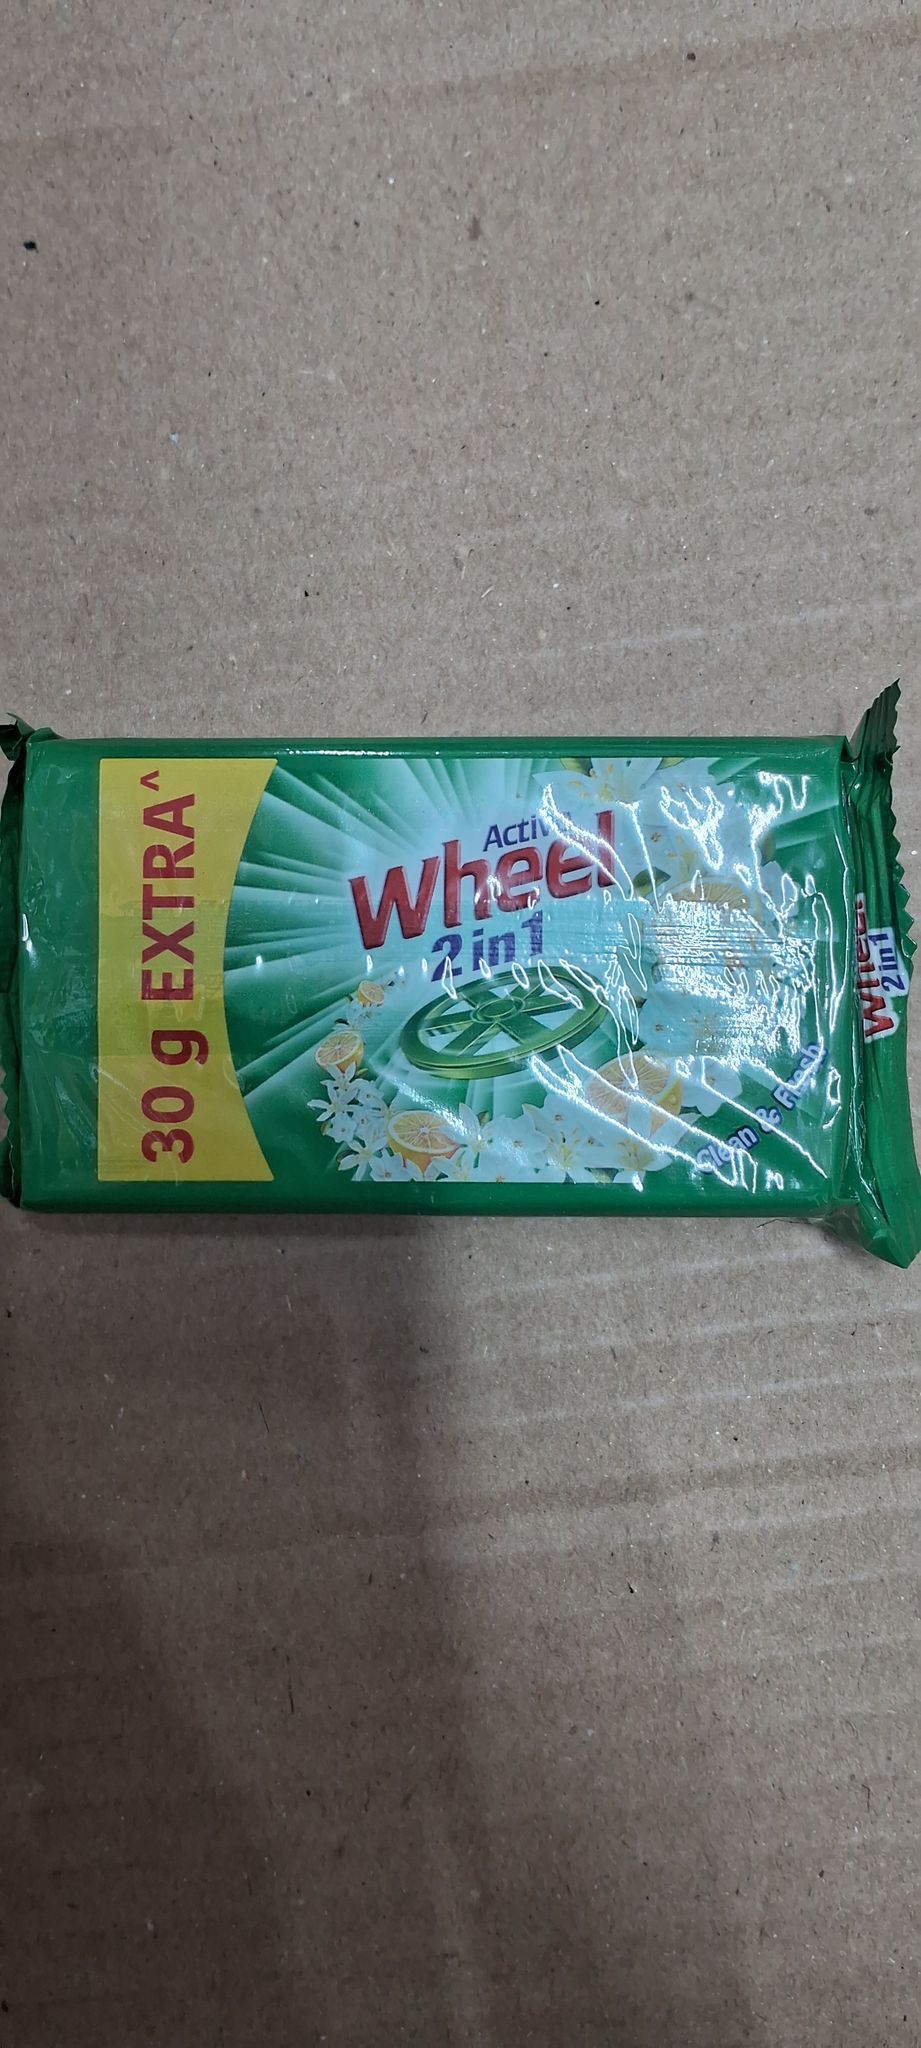 30 g EXTRA^
Active
Wheel
2 in 1
Clean & Fresh
Wheel
2 in 1